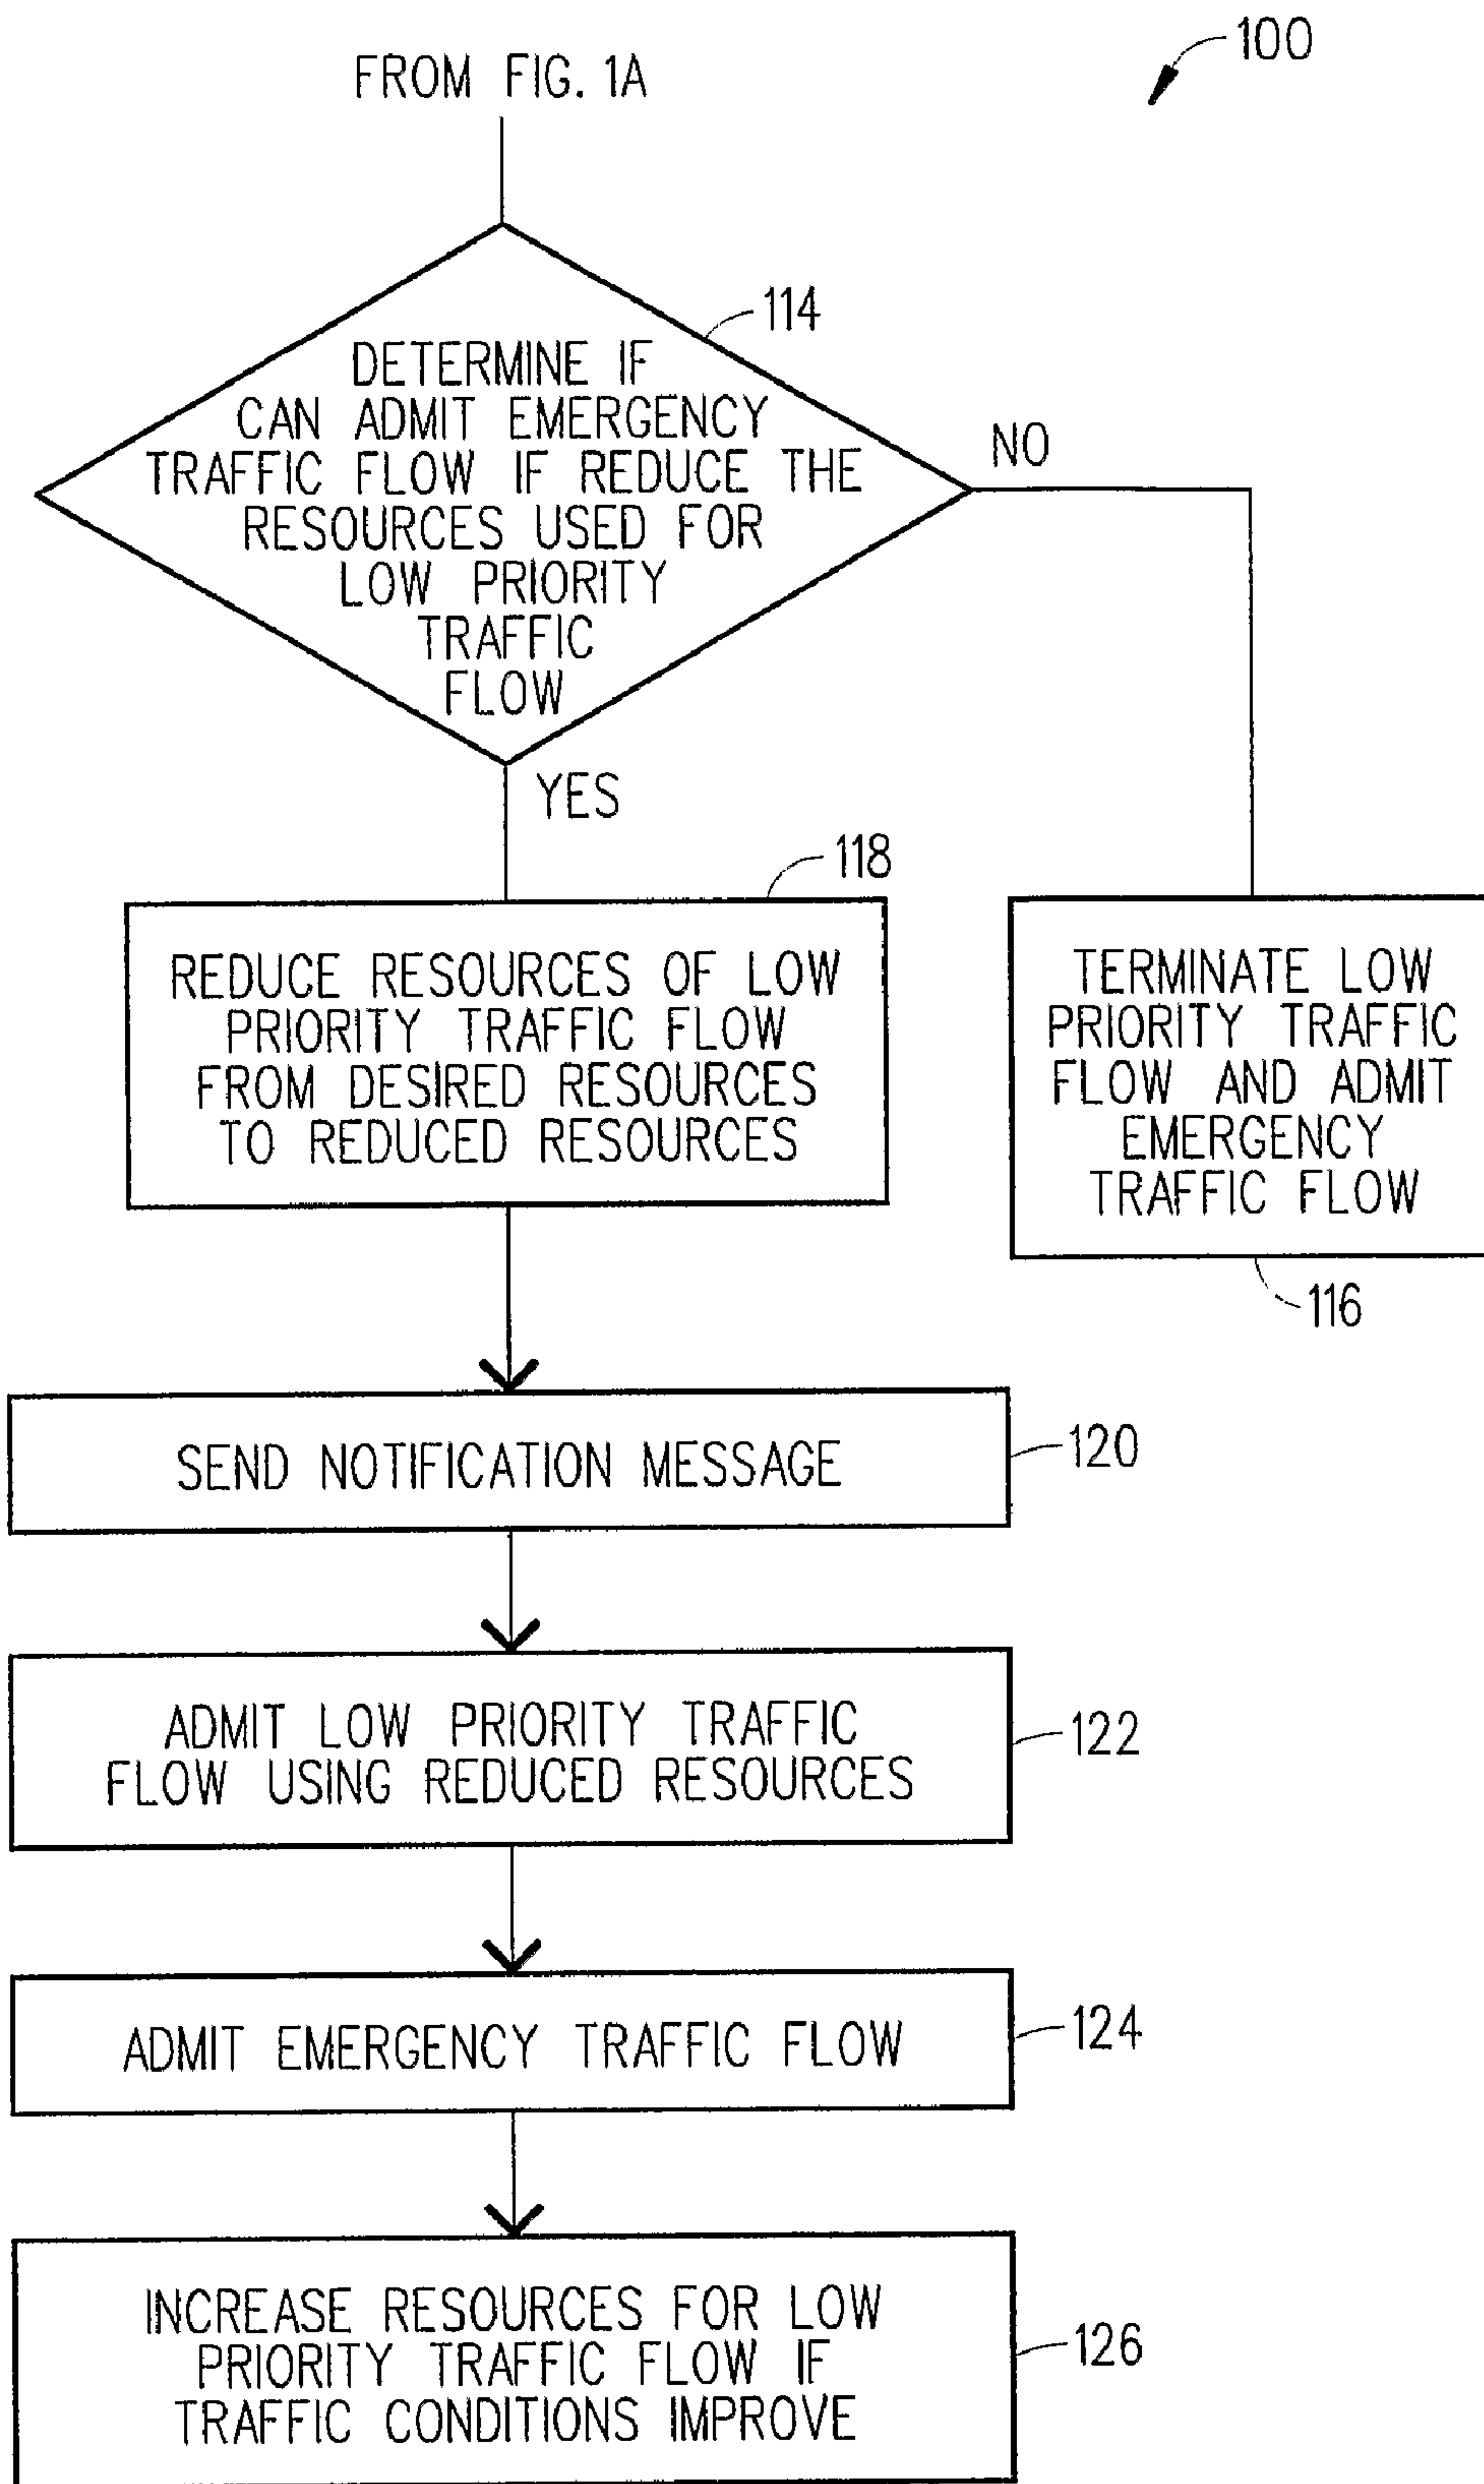 100
FROM FIG. 1A
114
DETERMINE IF
CAN ADMIT EMERGENCY
TRAFFIC FLOW IF REDUCE THE
RESOURCES USED FOR
LOW PRIORITY
TRAFFIC
FLOW
NO
YES
118
REDUCE RESOURCES OF LOW
PRIORITY TRAFFIC FLOW
FROM DESIRED RESOURCES
TO REDUCED RESOURCES
TERMINATE LOW
PRIORITY TRAFFIC
FLOW AND ADMIT
EMERGENCY
TRAFFIC FLOW
116
SEND NOTIFICATION MESSAGE
120
ADMIT LOW PRIORITY TRAFFIC
FLOW USING REDUCED RESOURCES
122
ADMIT EMERGENCY TRAFFIC FLOW
124
INCREASE RESOURCES FOR LOW
PRIORITY TRAFFIC FLOW IF
TRAFFIC CONDITIONS IMPROVE
126